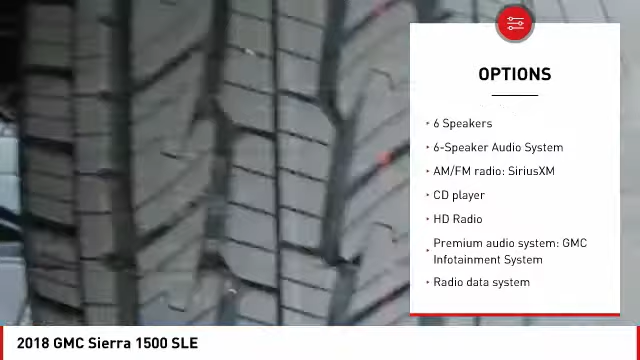 OPTIONS
6 Speakers
6-Speaker Audio System
AM/FM radio: SiriusXM
CD player
HD Radio
Premium audio system: GMC
Infotainment System
Radio data system
2018 GMC Sierra 1500 SLE